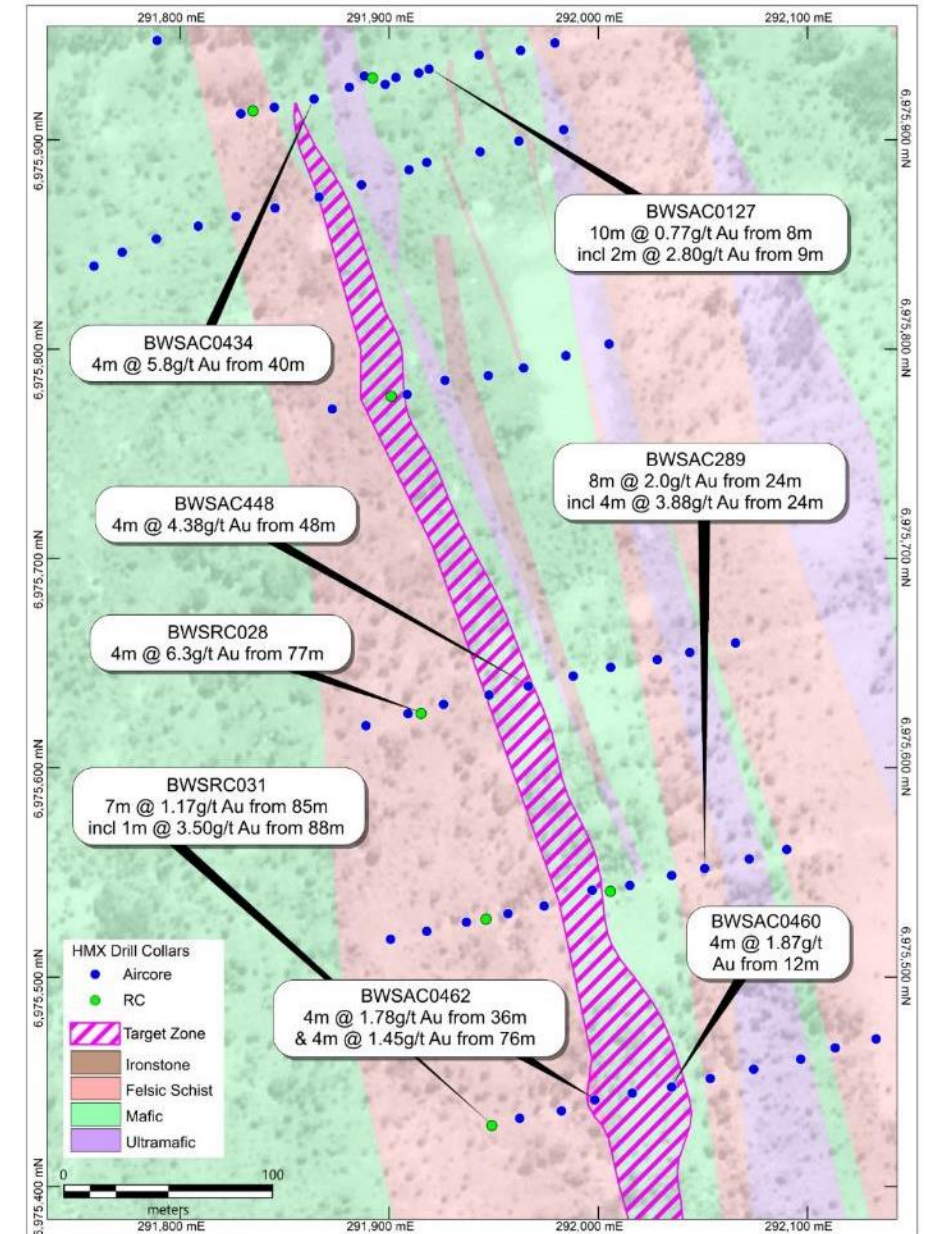 291,800 mE
291,900 mE
292,000 mE
292,100 mE
6,975,900 mN
6,975,900 mN
BWSAC0127
10m @ 0.77g/t Au from 8m
incl 2m @ 2.80g/t Au from 9m
BWSAC0434
4m @ 5.8g/t Au from 40m
6,975,800 mN
6,975,800 mN
BWSAC289
8m @ 2.0g/t Au from 24m
incl 4m @ 3.88g/t Au from 24m
BWSAC448
4m @ 4.38g/t Au from 48m
6,975,700 mN
6,975,700 mN
BWSRC028
4m @ 6.3g/t Au from 77m
6,975,600 mN
6,975,600 mN
BWSRC031
7m @ 1.17g/t Au from 85m
incl 1m @ 3.50g/t Au from 88m
BWSAC0460
4m @ 1.87g/t
Au from 12m
6,975,500 mN
6,975,500 mN
BWSAC0462
4m @ 1.78g/t Au from 36m
& 4m @ 1.45g/t Au from 76m
HMX Drill Collars
Aircore
RC
Target Zone
Ironstone
Felsic Schist
Mafic
Ultramafic
0
100
meters
5,975,400 mN
291,800 mE
291,900 mE
292,000 mE
292,100 mE